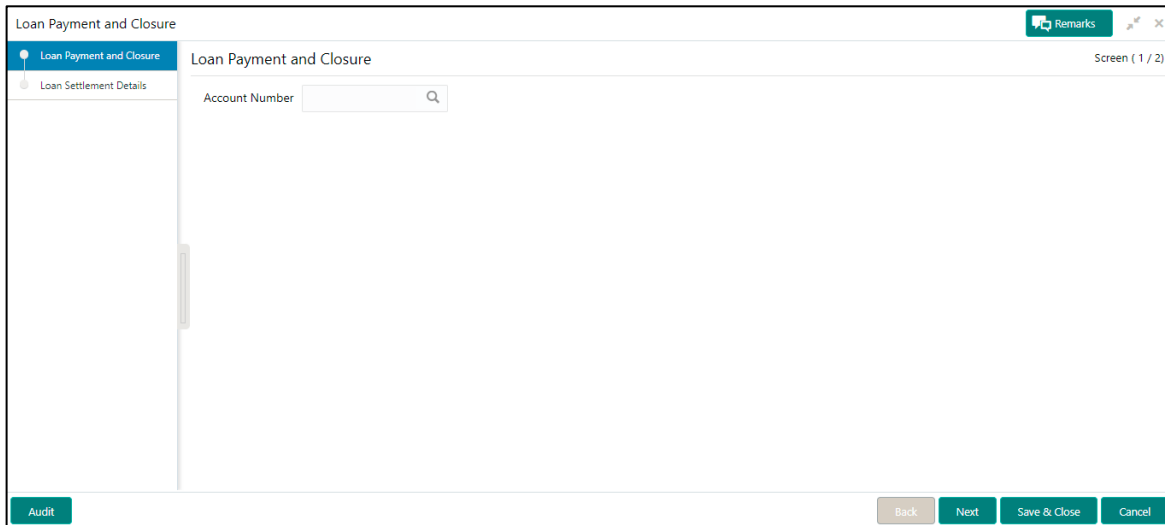 Loan Payment and Closure
Remarks
Loan Payment and Closure
Loan Settlement Details
Loan Payment and Closure
Screen ( 1 / 2)
Account Number
Audit
Back
Next
Save & Close
Cancel